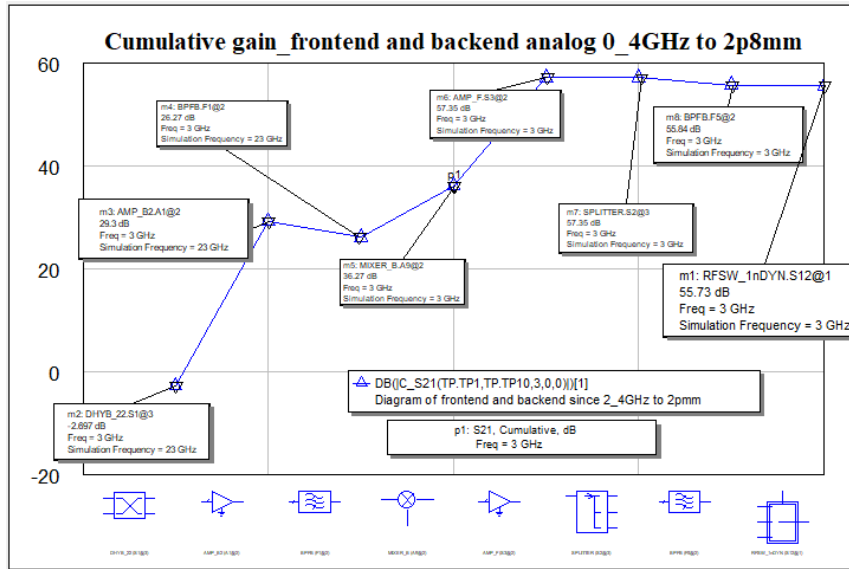 Cumulative gain_frontend and backend analog 0_4GHz to 2p8mm
60
40
20
0
-20
m4: BPFB.F1@2
26.27 dB
Freq = 3 GHz
Simulation Frequency = 23 GHz
m6: AMP_F.S3@2
57.35 dB
Freq = 3 GHz
Simulation Frequency = 3 GHz
m8: BPFB.F5@2
55.84 dB
Freq = 3 GHz
Simulation Frequency = 3 GHz
p1
m3: AMP_B2.A1@2
29.3 dB
Freq = 3 GHz
Simulation Frequency = 23 GHz
m7: SPLITTER.S2@3
57.35 dB
Freq = 3 GHz
Simulation Frequency = 3 GHz
m5: MIXER_B.A9@2
36.27 dB
Freq = 3 GHz
Simulation Frequency = 3 GHz
m1: RFSW_1nDYN.S12@1
55.73 dB
Freq = 3 GHz
Simulation Frequency = 3 GHz
m2: DHYB_22.S1@3
-2.697 dB
Freq = 3 GHz
Simulation Frequency = 23 GHz
DB(|C_S21(TP.TP1,TP.TP10,3,0,0)|)[1]
Diagram of frontend and backend since 2_4GHz to 2pmm
p1: S21, Cumulative, dB
Freq = 3 GHz